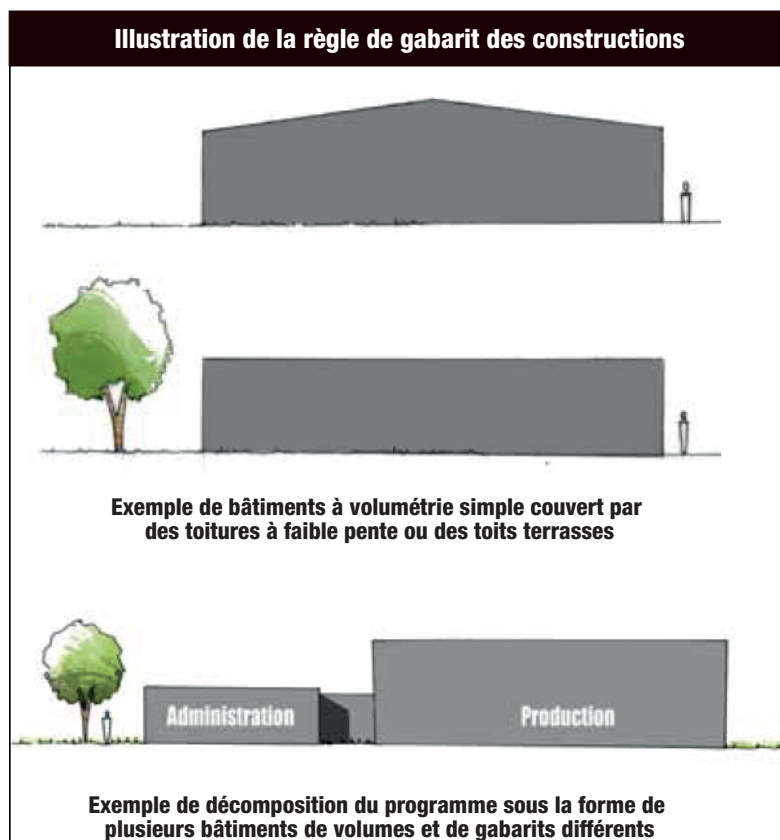 Illustration de la règle de gabarit des constructions
Exemple de bâtiments à volumétrie simple couvert par
des toitures à faible pente ou des toits terrasses
Administration
Production
Exemple de décomposition du programme sous la forme de
plusieurs bâtiments de volumes et de gabarits différents